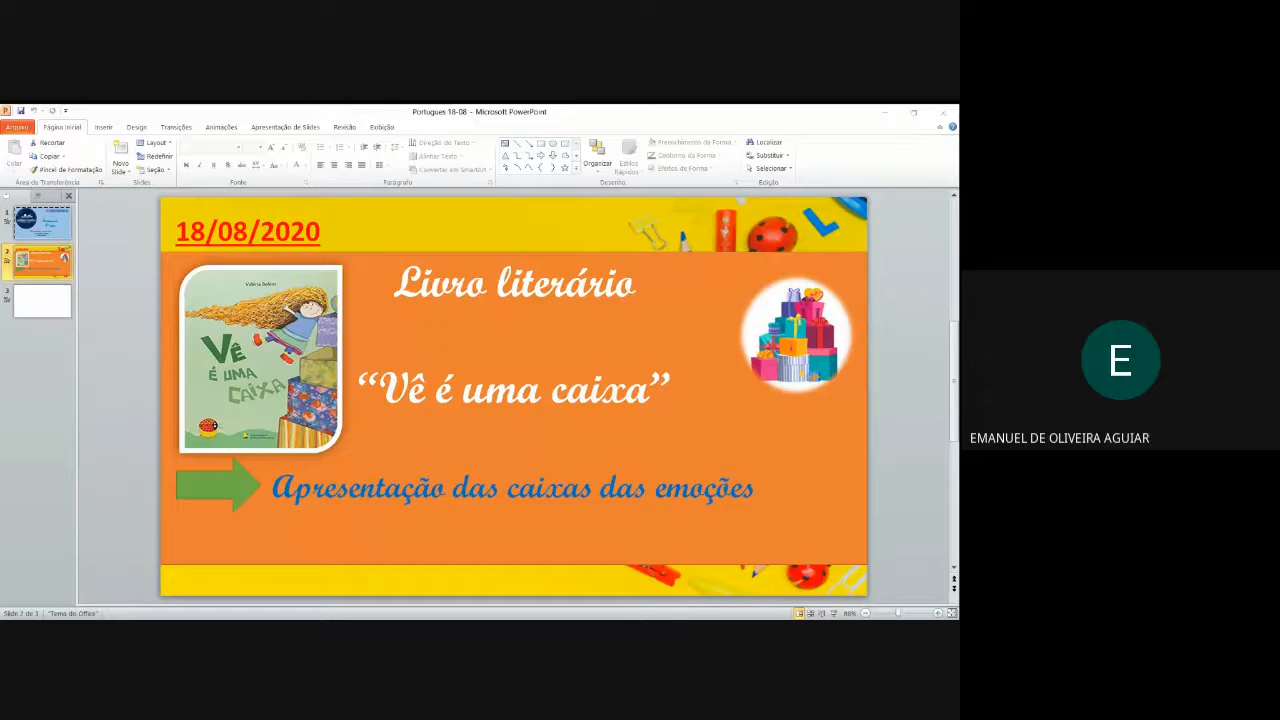 Portugues 18-08 - Microsoft PowerPoint
Arquivo Página Inicial Inserir Design Transições Animações Apresentação de Slides Revisão Exibição
Colar
Recortar
Copiar
Pincel de Formatação
Área de Transferência
Novo
Slide
Layout
Redefinir
Seção
Slides
Fonte
Direção do Texto
Alinhar Texto
Converter em SmartArt
Parágrafo
Organizar
Estilos
Rápidos
Preenchimento da Forma
Contorno da Forma
Efeitos de Forma
Desenho
Localizar
Substituir
Selecionar
Edição
1
2
3
18/08/2020
Livro literário
Valéria Belém
VÊ
É UMA
CAIXA
“Vê é uma caixa”
Apresentação das caixas das emoções
Slide 2 de 3
"Tema do Office"
86%
E
EMANUEL DE OLIVEIRA AGUIAR